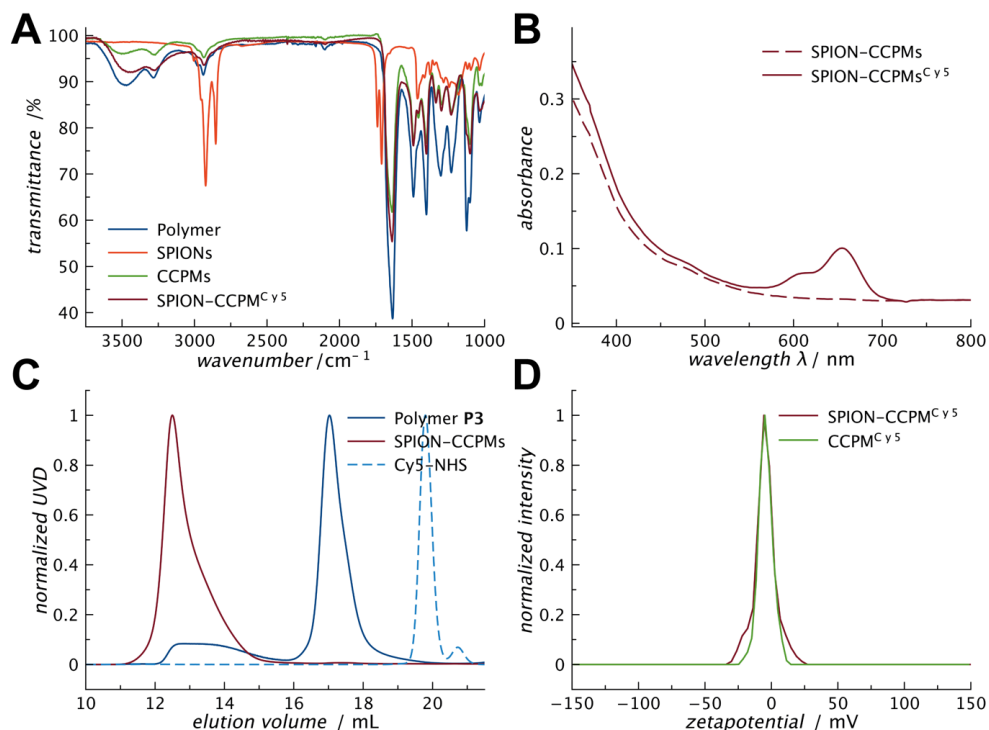 A
100
90
80
70
60
50
40
transmittance /%
Polymer
SPIONs
CCPMs
SPION–CCPM^Cy5
3500 3000 2500 2000 1500 1000
wavenumber /cm⁻¹
B
0.3
0.1
0
absorbance
SPION–CCPMs
SPION–CCPMs^Cy5
400 500 600 700 800
wavelength λ / nm
C
1
0.8
0.6
0.4
0.2
0
normalized UVD
Polymer P3
SPION–CCPMs
Cy5–NHS
10 12 14 16 18 20
elution volume / mL
D
1
0.8
0.6
0.4
0.2
0
normalized intensity
SPION–CCPM^Cy5
CCPM^Cy5
−150 −100 −50 0 50 100 150
zetapotential / mV